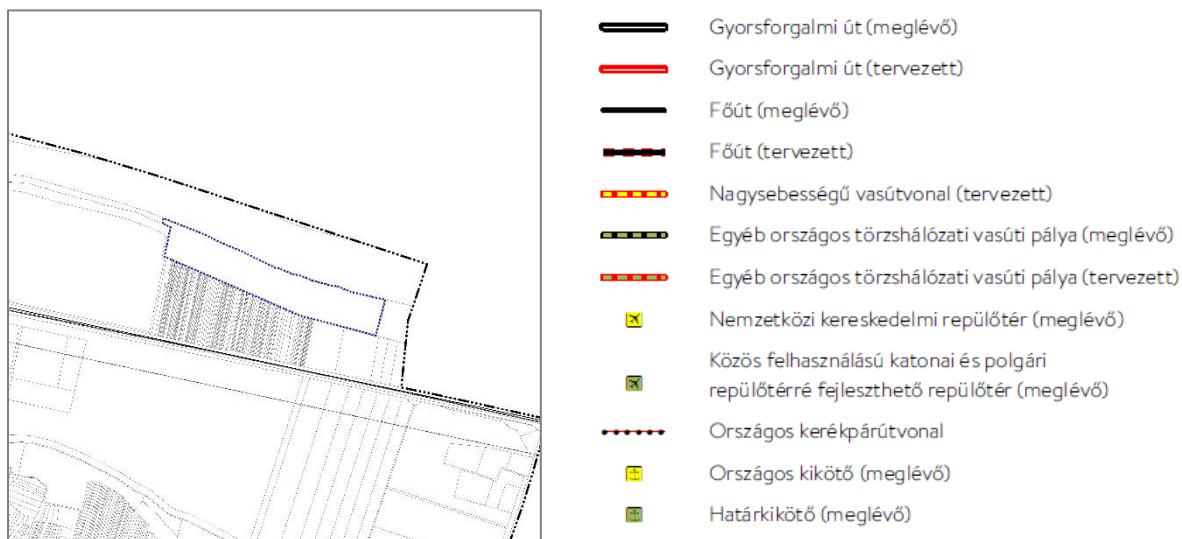 Gyorsforgalmi út (meglévő)
Gyorsforgalmi út (tervezett)
Főút (meglévő)
Főút (tervezett)
Nagysebességű vasútvonal (tervezett)
Egyéb országos törzshálózati vasúti pálya (meglévő)
Egyéb országos törzshálózati vasúti pálya (tervezett)
Nemzetközi kereskedelmi repülőtér (meglévő)
Közös felhasználású katonai és polgári
repülőtérré fejleszthető repülőtér (meglévő)
Országos kerékpárútvonal
Országos kikötő (meglévő)
Határkikötő (meglévő)